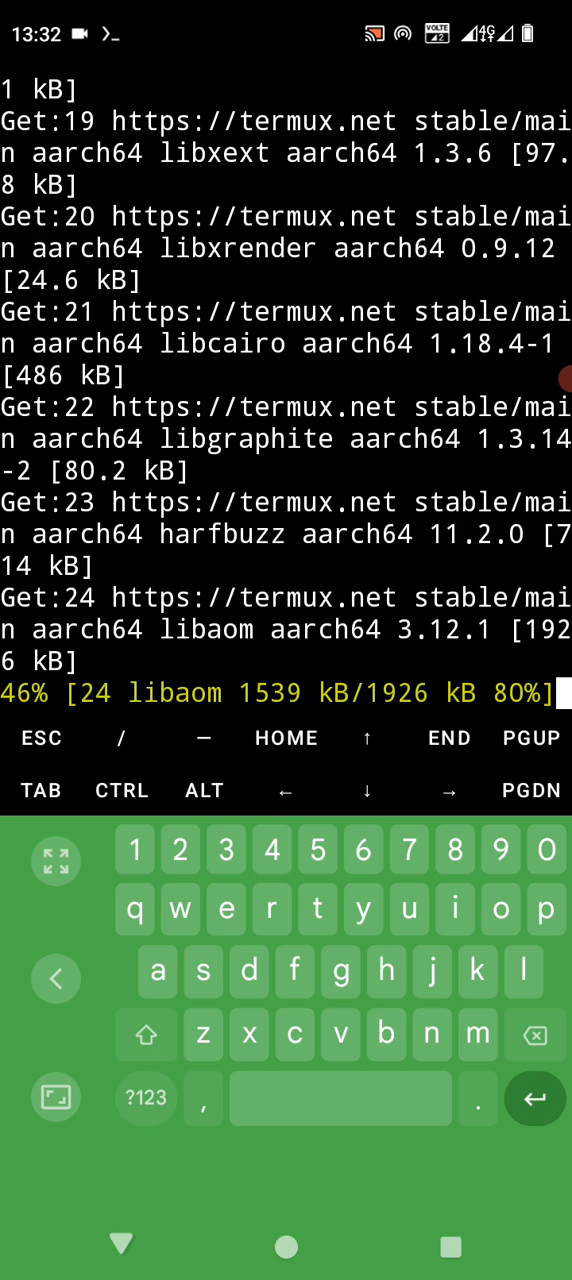 13:32
VOLTE
2
4G
1 kB]
Get:19 https://termux.net stable/mai
n aarch64 libxext aarch64 1.3.6 [97.
8 kB]
Get:20 https://termux.net stable/mai
n aarch64 libxrender aarch64 0.9.12
[24.6 kB]
Get:21 https://termux.net stable/mai
n aarch64 libcairo aarch64 1.18.4-1
[486 kB]
Get:22 https://termux.net stable/mai
n aarch64 libgraphite aarch64 1.3.14
-2 [80.2 kB]
Get:23 https://termux.net stable/mai
n aarch64 harfbuzz aarch64 11.2.0 [7
14 kB]
Get:24 https://termux.net stable/mai
n aarch64 libaom aarch64 3.12.1 [192
6 kB]
46% [24 libaom 1539 kB/1926 kB 80%]
ESC / — HOME ↑ END PGUP
TAB CTRL ALT ← ↓ → PGDN
1 2 3 4 5 6 7 8 9 0
q w e r t y u i o p
a s d f g h j k l
z x c v b n m
?123 , .